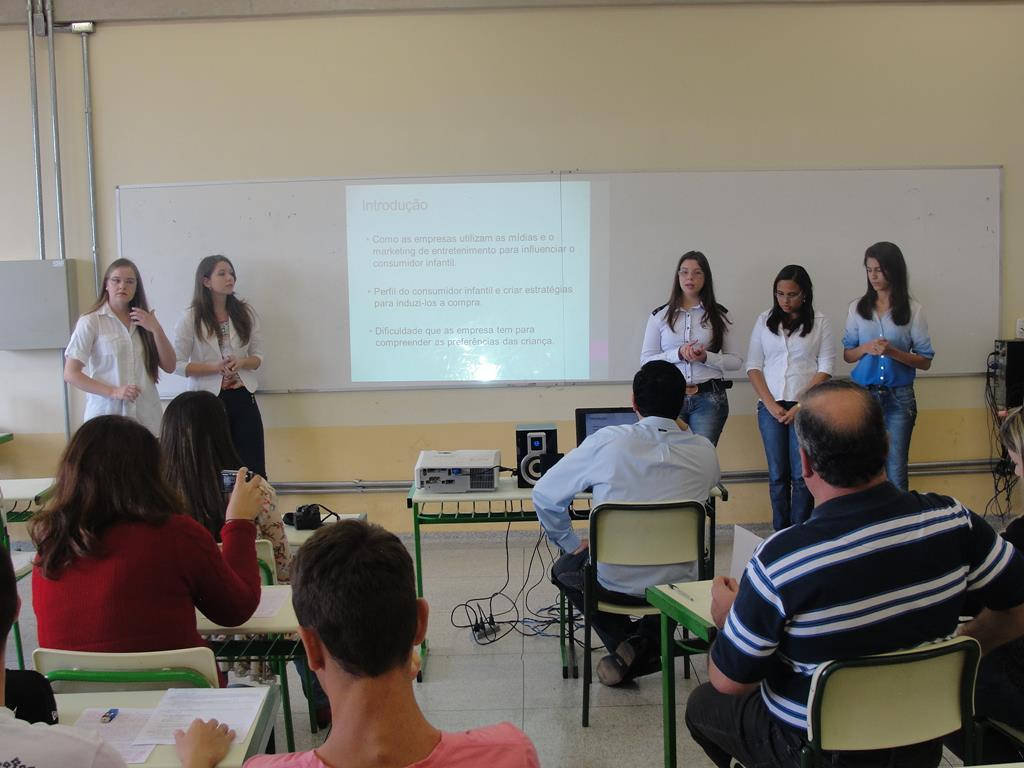 Introdução
• Como as empresas utilizam as mídias e o
marketing de entretenimento para influenciar o
consumidor infantil.
• Perfil do consumidor infantil e criar estratégias
para induzi-los a compra.
• Dificuldade que as empresa tem para
compreender as preferências das criança.